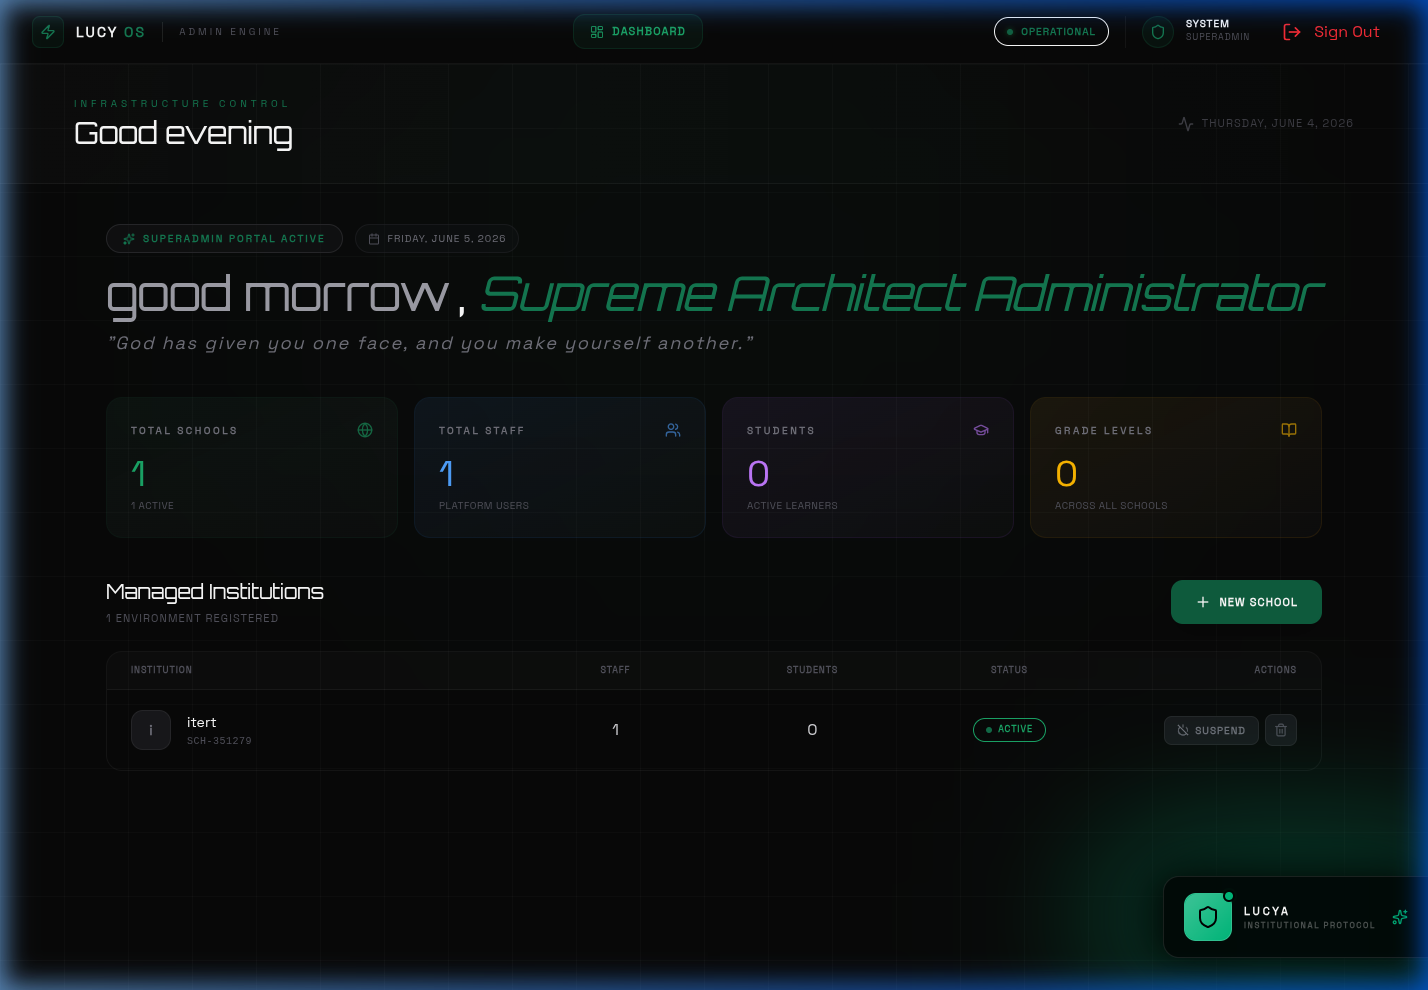 LUCY OS
ADMIN ENGINE
DASHBOARD
OPERATIONAL
SYSTEM
SUPERADMIN
Sign Out
INFRASTRUCTURE CONTROL
Good evening
THURSDAY, JUNE 4, 2026
SUPERADMIN PORTAL ACTIVE
FRIDAY, JUNE 5, 2026
good morrow, Supreme Architect Administrator
"God has given you one face, and you make yourself another."
TOTAL SCHOOLS
1
1 ACTIVE
TOTAL STAFF
1
PLATFORM USERS
STUDENTS
0
ACTIVE LEARNERS
GRADE LEVELS
0
ACROSS ALL SCHOOLS
Managed Institutions
1 ENVIRONMENT REGISTERED
NEW SCHOOL
INSTITUTION STAFF STUDENTS STATUS ACTIONS
i
itert
SCH-351279
1
0
ACTIVE
SUSPEND
LUCYA
INSTITUTIONAL PROTOCOL